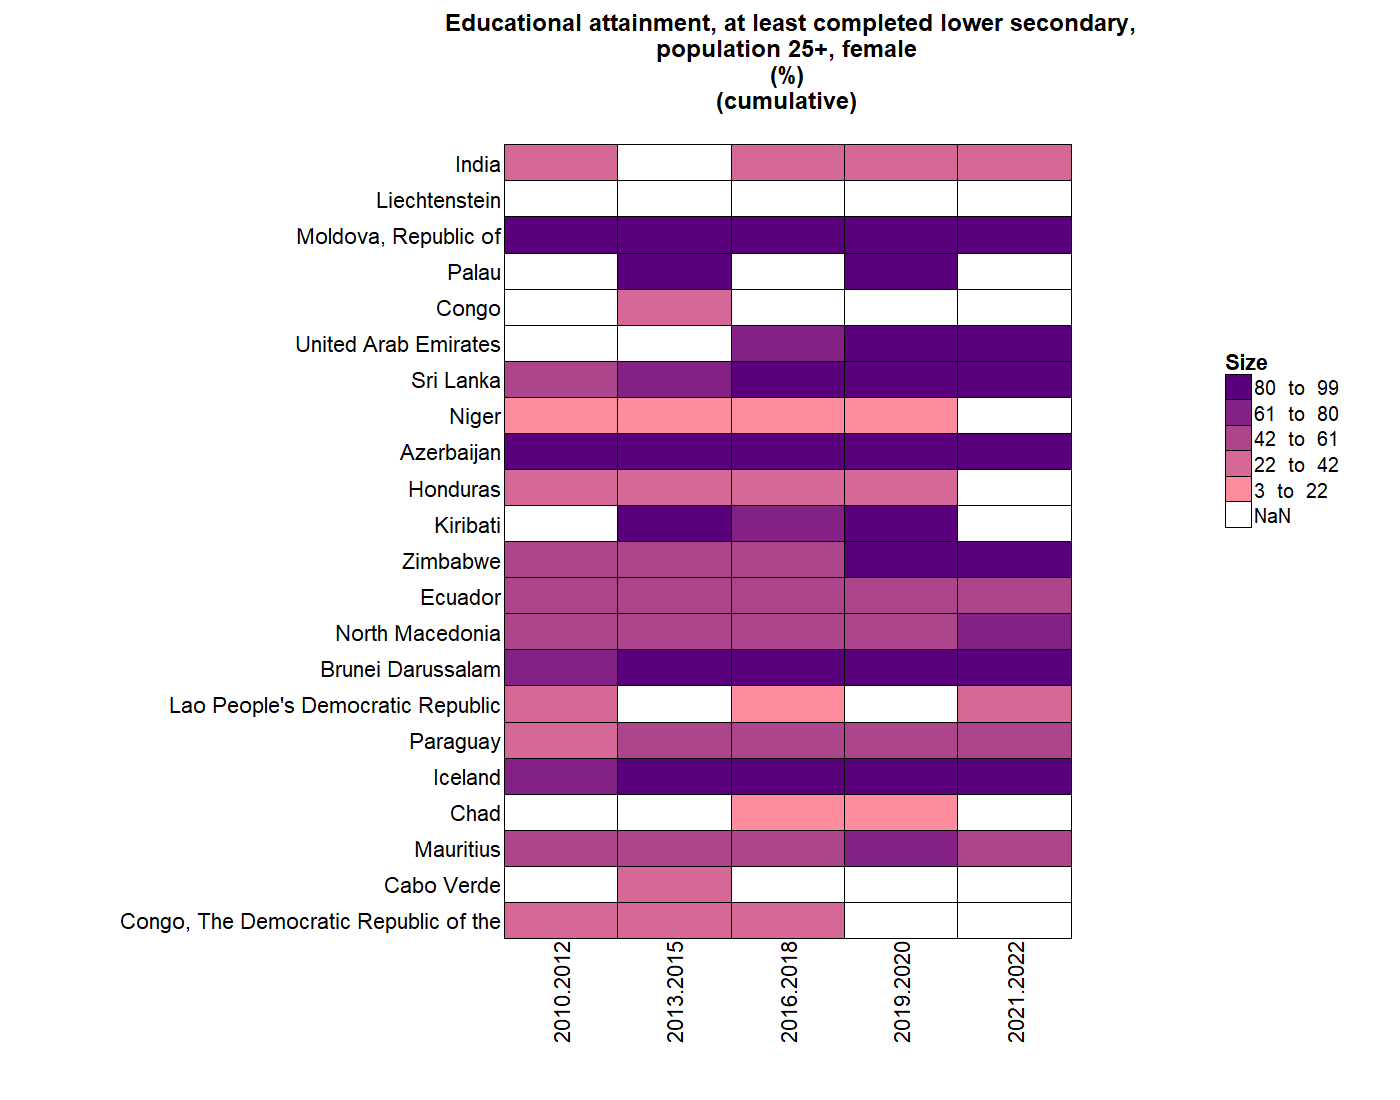 Educational attainment, at least completed lower secondary,
population 25+, female
(%)
(cumulative)
India
Liechtenstein
Moldova, Republic of
Palau
Congo
United Arab Emirates
Sri Lanka
Niger
Azerbaijan
Honduras
Kiribati
Zimbabwe
Ecuador
North Macedonia
Brunei Darussalam
Lao People's Democratic Republic
Paraguay
Iceland
Chad
Mauritius
Cabo Verde
Congo, The Democratic Republic of the
2010.2012
2013.2015
2016.2018
2019.2020
2021.2022
Size
80 to 99
61 to 80
42 to 61
22 to 42
3 to 22
NaN